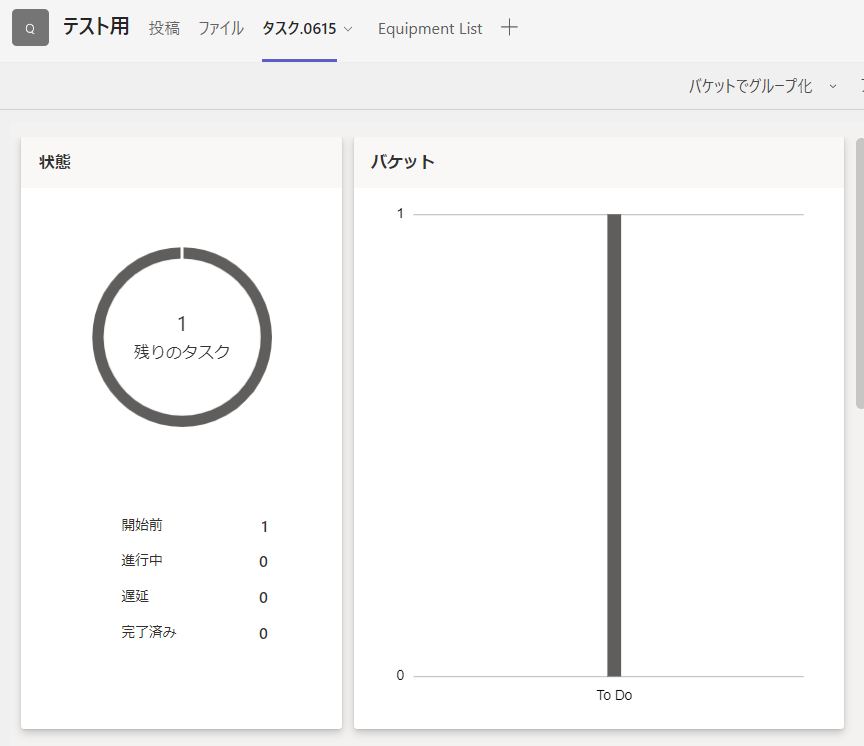 Q テスト用 投稿 ファイル タスク.0615 Equipment List
バケットでグループ化
状態
1
残りのタスク
開始前 1
進行中 0
遅延 0
完了済み 0
バケット
1
0
To Do